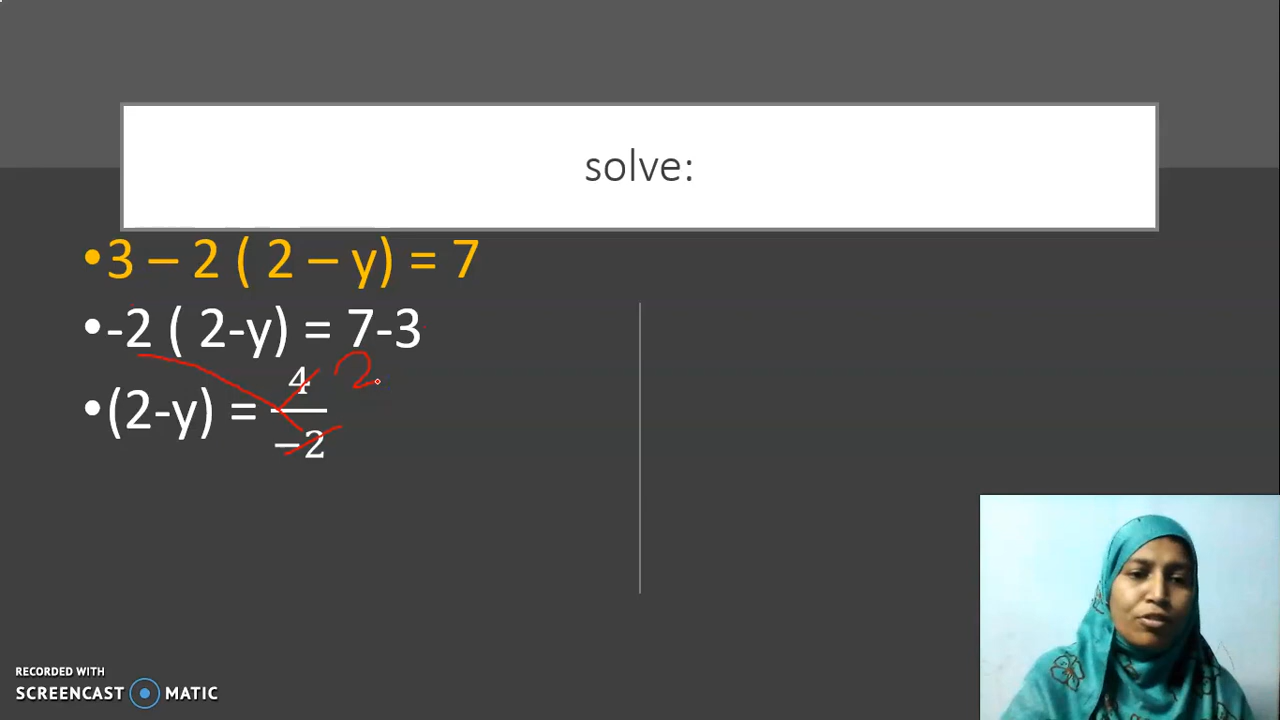 solve:
•3 – 2 ( 2 – y) = 7
•-2 ( 2-y) = 7-3
2
•(2-y) = 4/−2
RECORDED WITH
SCREENCAST MATIC